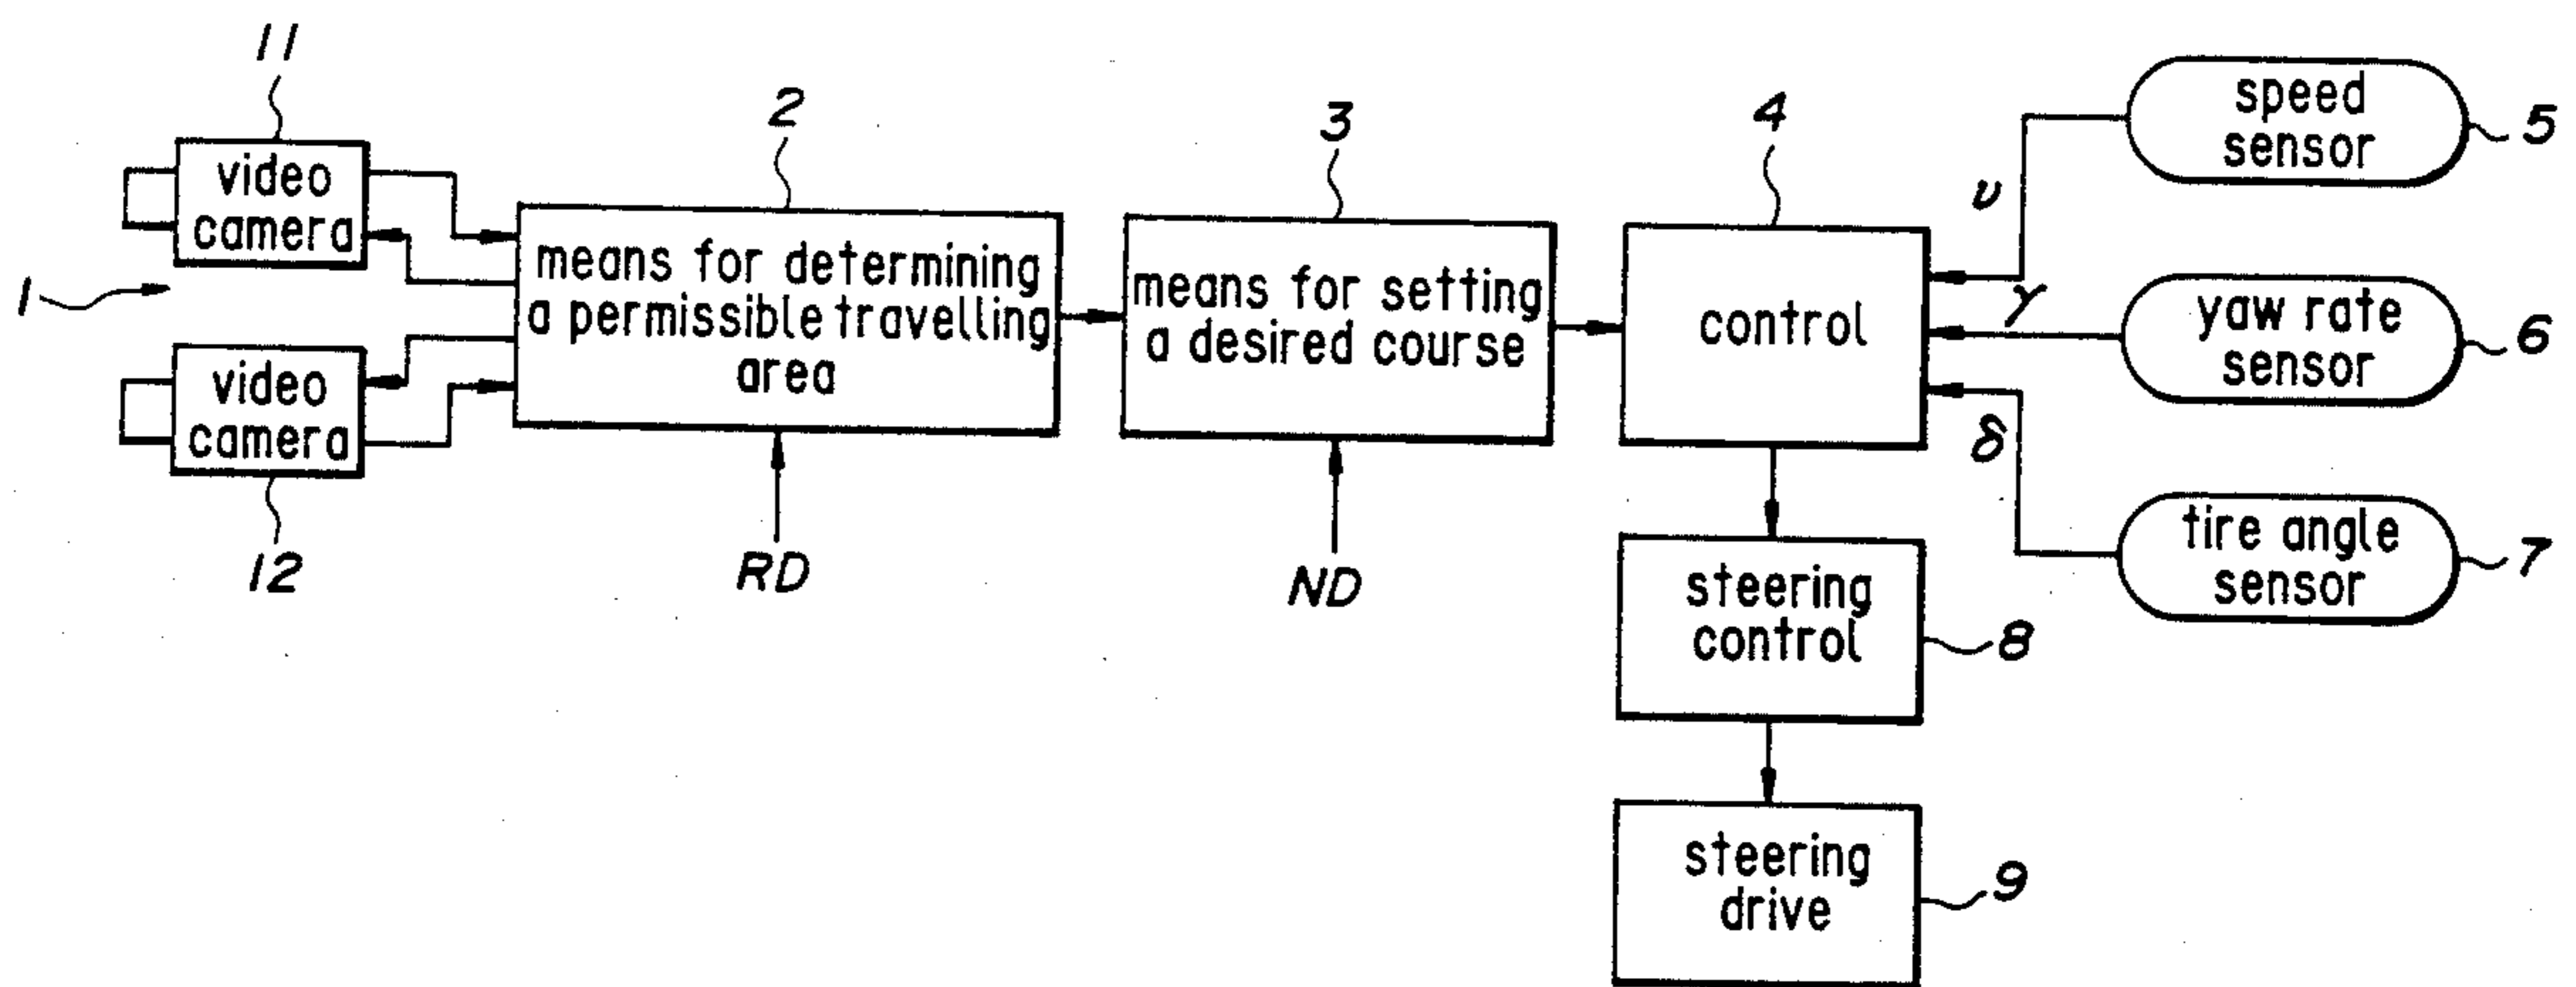 11
video
camera
1
video
camera
12
2
means for determining
a permissible travelling
area
RD
3
means for setting
a desired course
ND
4
control
υ
γ
δ
speed
sensor
5
yaw rate
sensor
6
tire angle
sensor
7
steering
control
8
steering
drive
9